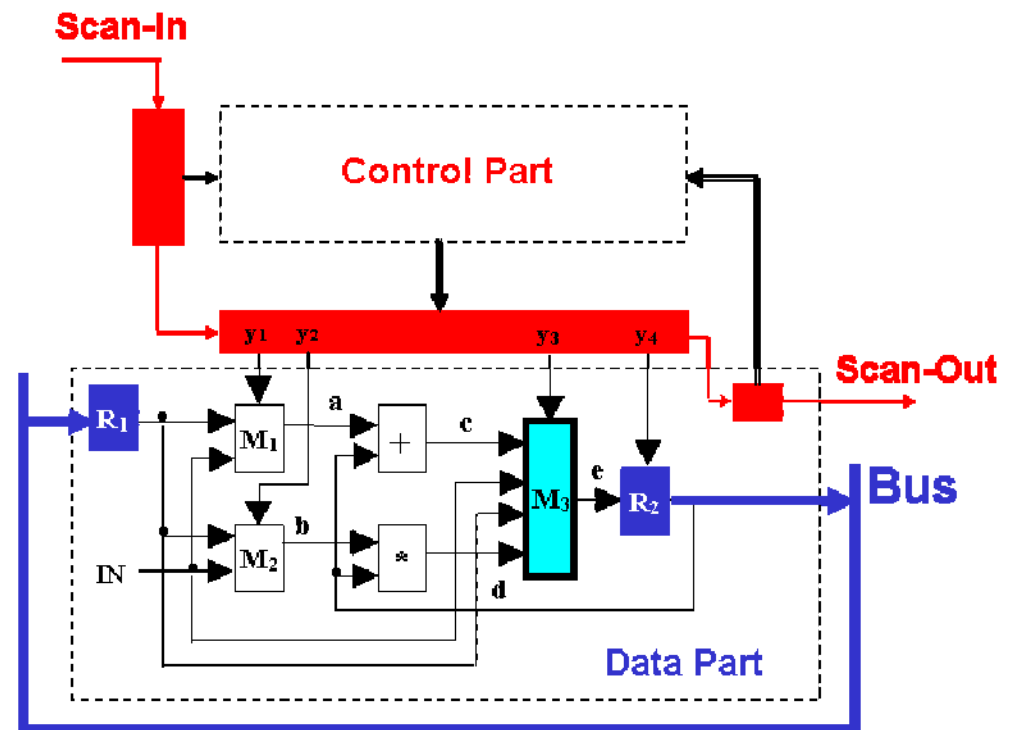 Scan-In
Control Part
y1 y2 y3 y4
Scan-Out
R1
a
c
M1
+
e
Bus
M3
R2
b
M2
*
IN
d
Data Part